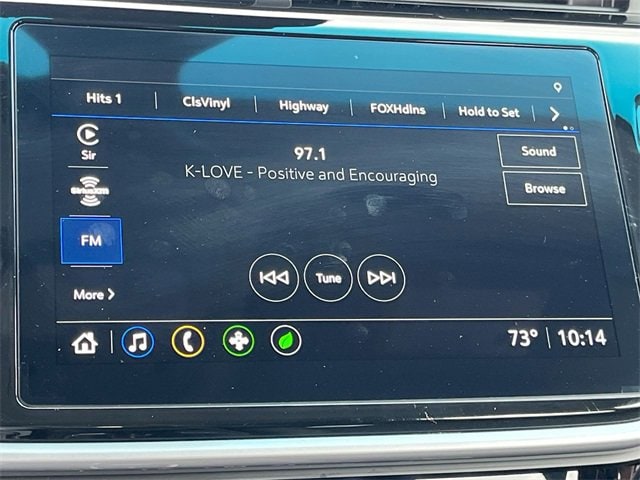 Hits 1 ClsVinyl Highway FOXHdlns Hold to Set
Sir
97.1
Sound
K-LOVE - Positive and Encouraging
SiriusXM
Browse
FM
Tune
More
73° 10:14